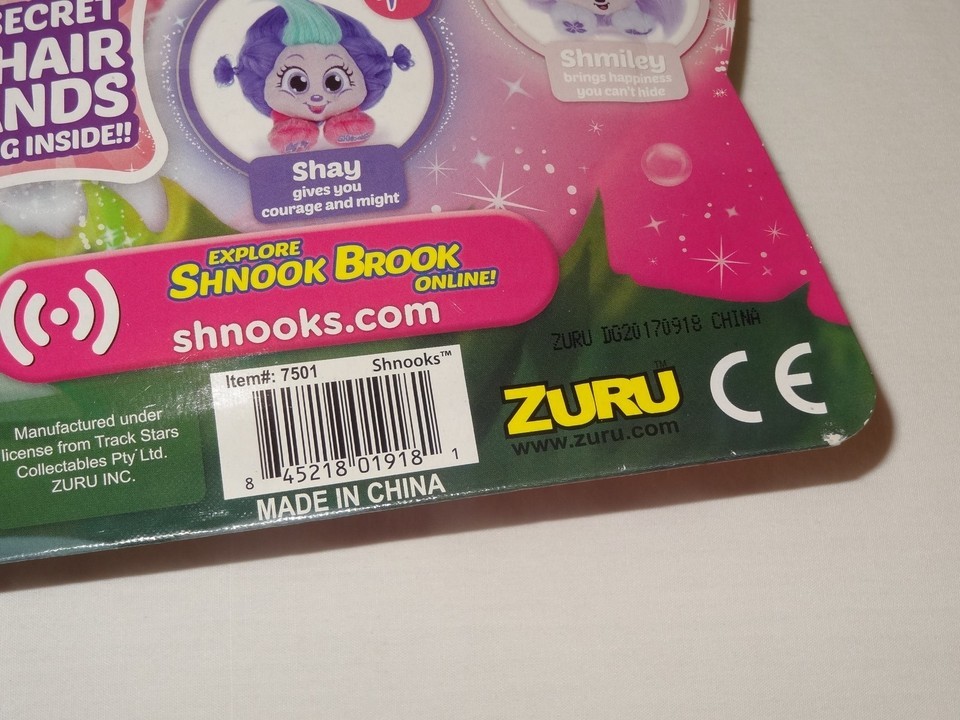 SECRET
HAIR
G INSIDE!!
Shmiley
brings happiness
you can't hide
Shay
gives you
courage and might
EXPLORE
SHNOOK BROOK
ONLINE!
shnooks.com
ZURU DG20170918 CHINA
Item#: 7501 Shnooks™
ZURU™
CE
www.zuru.com
Manufactured under
license from Track Stars
Collectables Pty Ltd.
ZURU INC.
8 45218 01918 1
MADE IN CHINA